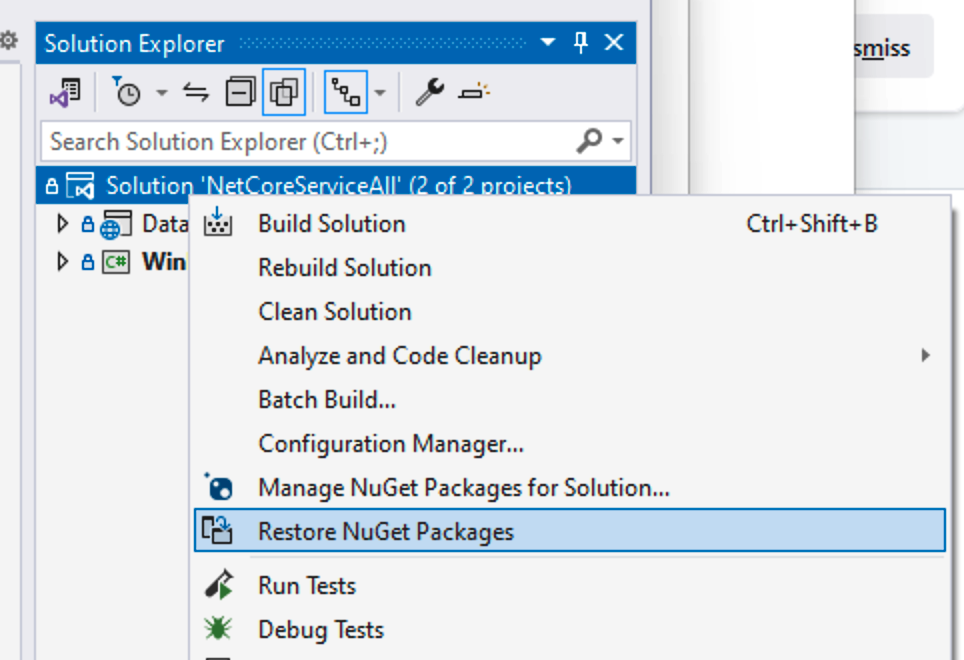 Solution Explorer
smiss
Search Solution Explorer (Ctrl+;)
Solution 'NetCoreServiceAll' (2 of 2 projects)
Data
C# Win
Build Solution Ctrl+Shift+B
Rebuild Solution
Clean Solution
Analyze and Code Cleanup
Batch Build...
Configuration Manager...
Manage NuGet Packages for Solution...
Restore NuGet Packages
Run Tests
Debug Tests